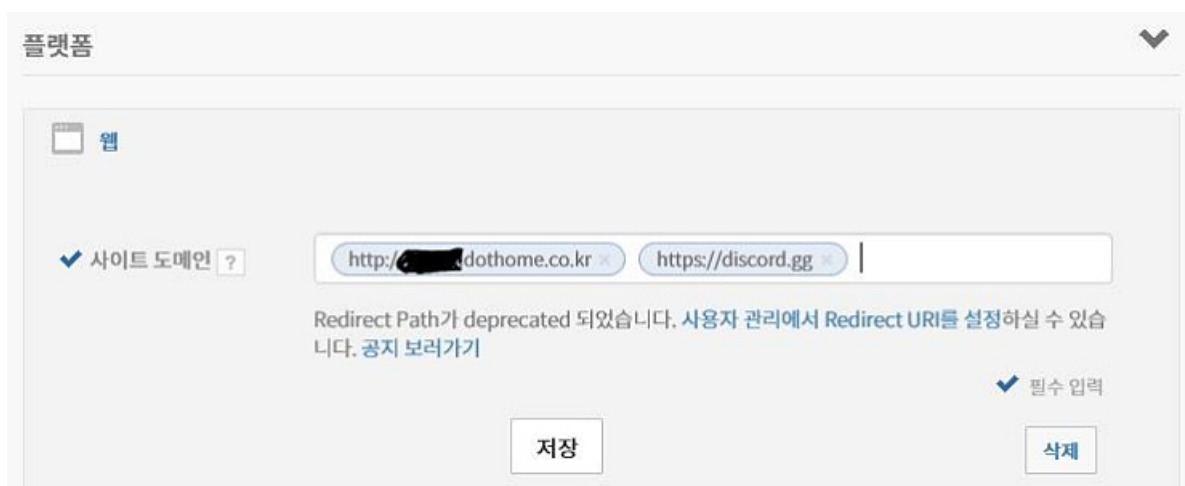 플랫폼
웹
사이트 도메인 ? http:/ dothome.co.kr × https://discord.gg ×
Redirect Path가 deprecated 되었습니다. 사용자 관리에서 Redirect URI를 설정하실 수 있습
니다. 공지 보러가기
필수 입력
저장 삭제